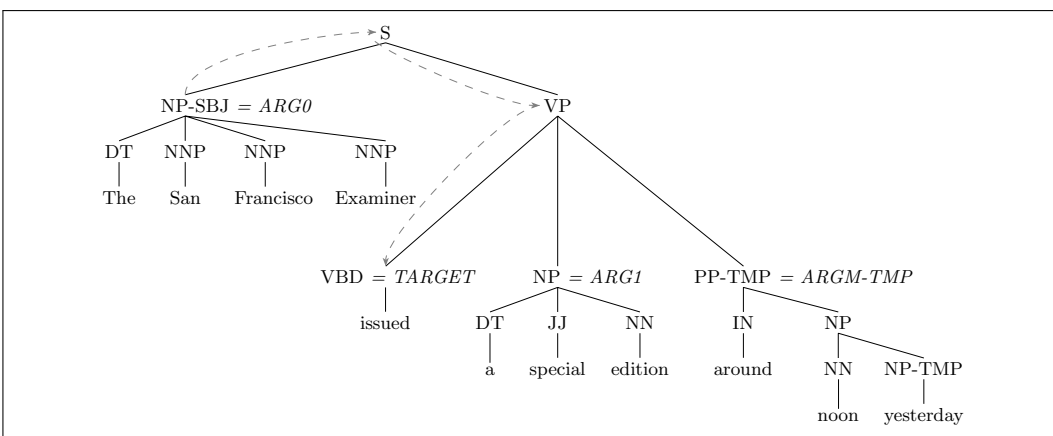 S
NP-SBJ = ARG0 VP
DT NNP NNP NNP
The San Francisco Examiner
VBD = TARGET NP = ARG1 PP-TMP = ARGM-TMP
issued DT JJ NN IN NP
a special edition around NN NP-TMP
noon yesterday